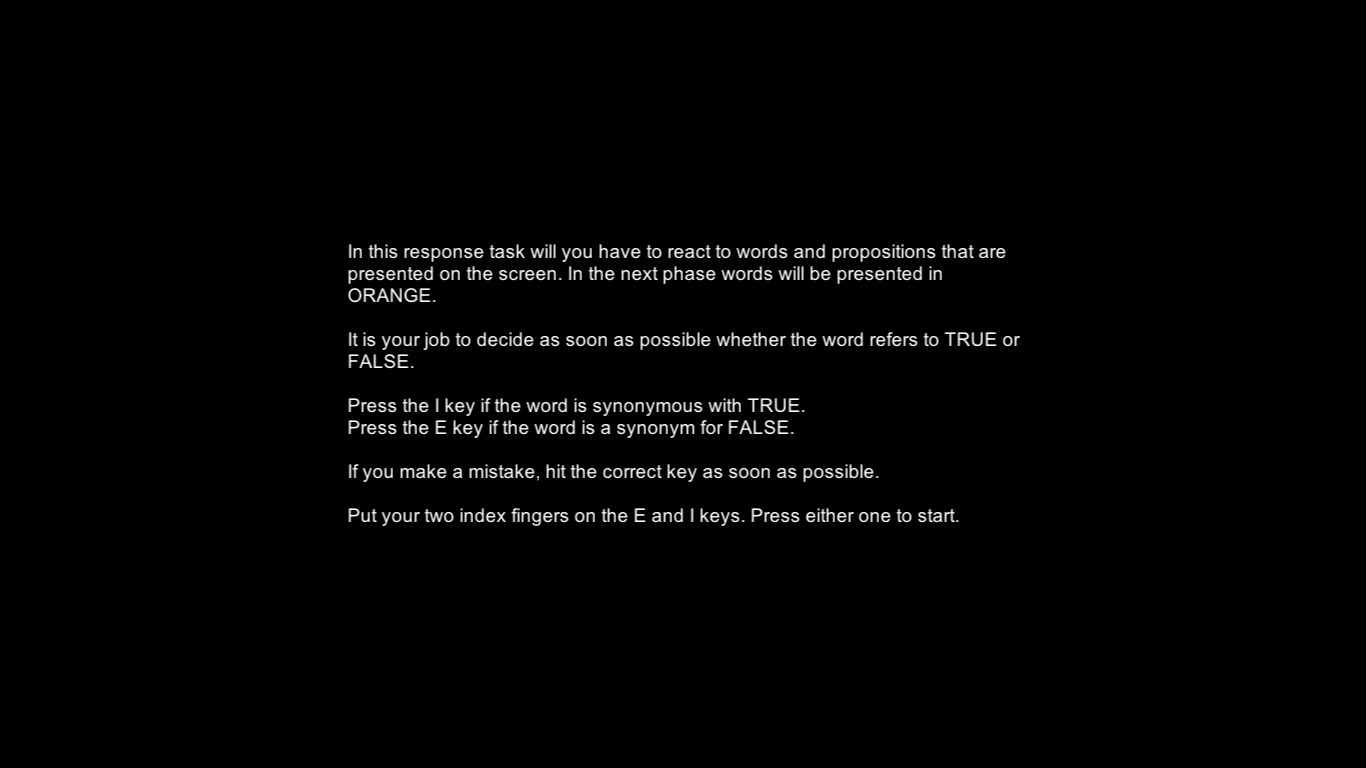 In this response task will you have to react to words and propositions that are
presented on the screen. In the next phase words will be presented in
ORANGE.
It is your job to decide as soon as possible whether the word refers to TRUE or
FALSE.
Press the I key if the word is synonymous with TRUE.
Press the E key if the word is a synonym for FALSE.
If you make a mistake, hit the correct key as soon as possible.
Put your two index fingers on the E and I keys. Press either one to start.